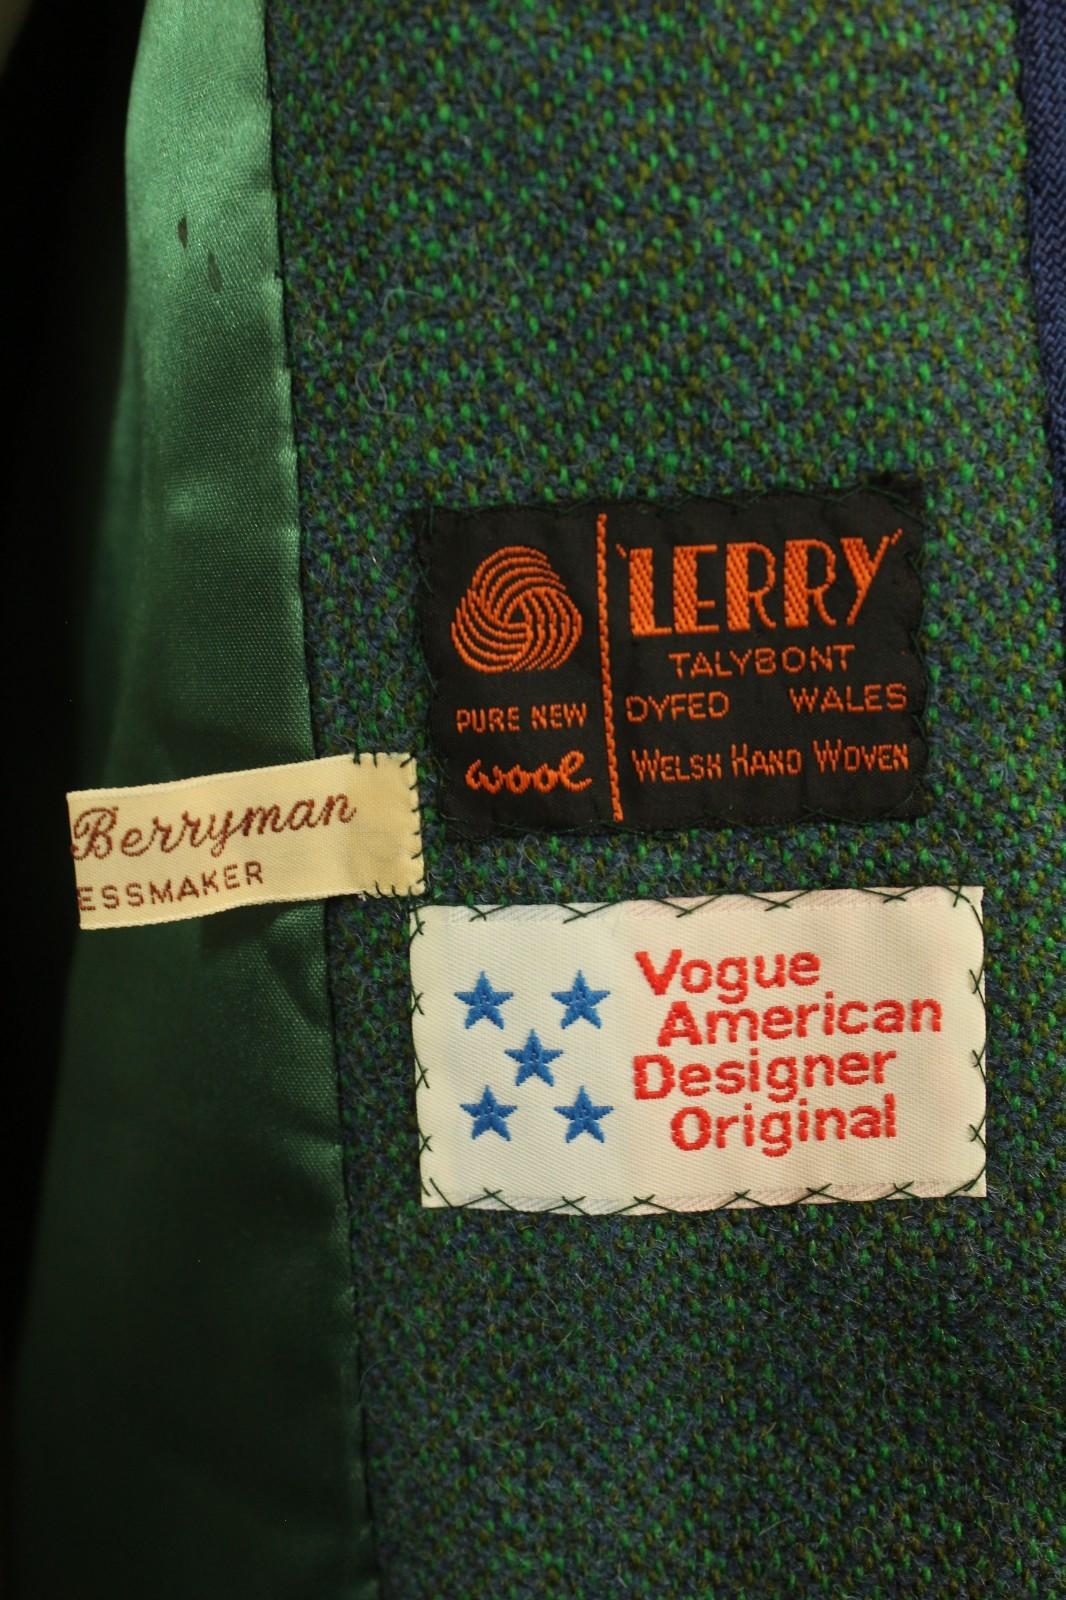 'LERRY'
TALYBONT
DYFED WALES
WELSH HAND WOVEN
PURE NEW
wool
Berryman
ESSMAKER
Vogue
American
Designer
Original